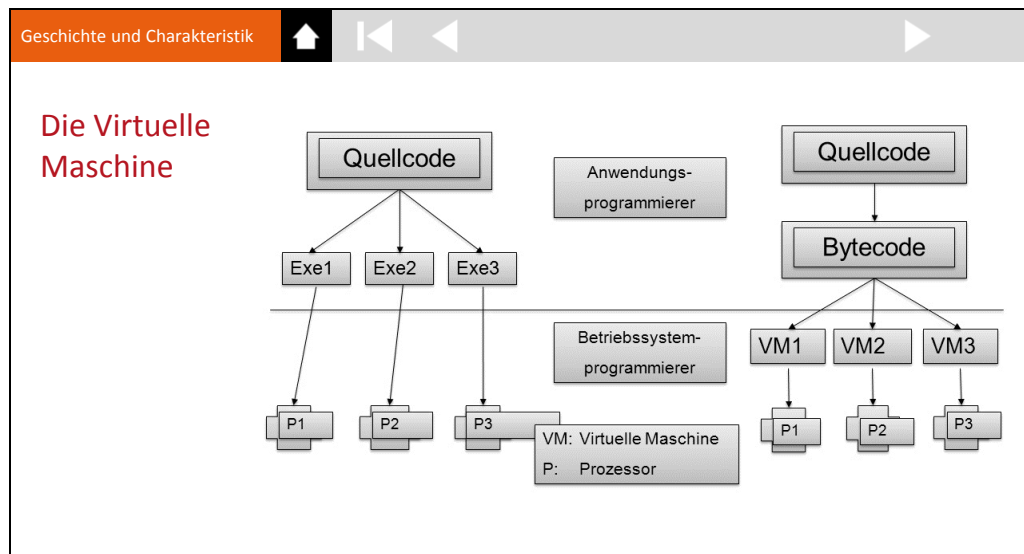 Geschichte und Charakteristik
Die Virtuelle
Maschine
Quellcode
Exe1 Exe2 Exe3
P1 P2 P3
Anwendungs-
programmierer
Betriebssystem-
programmierer
VM: Virtuelle Maschine
P: Prozessor
Quellcode
Bytecode
VM1 VM2 VM3
P1 P2 P3